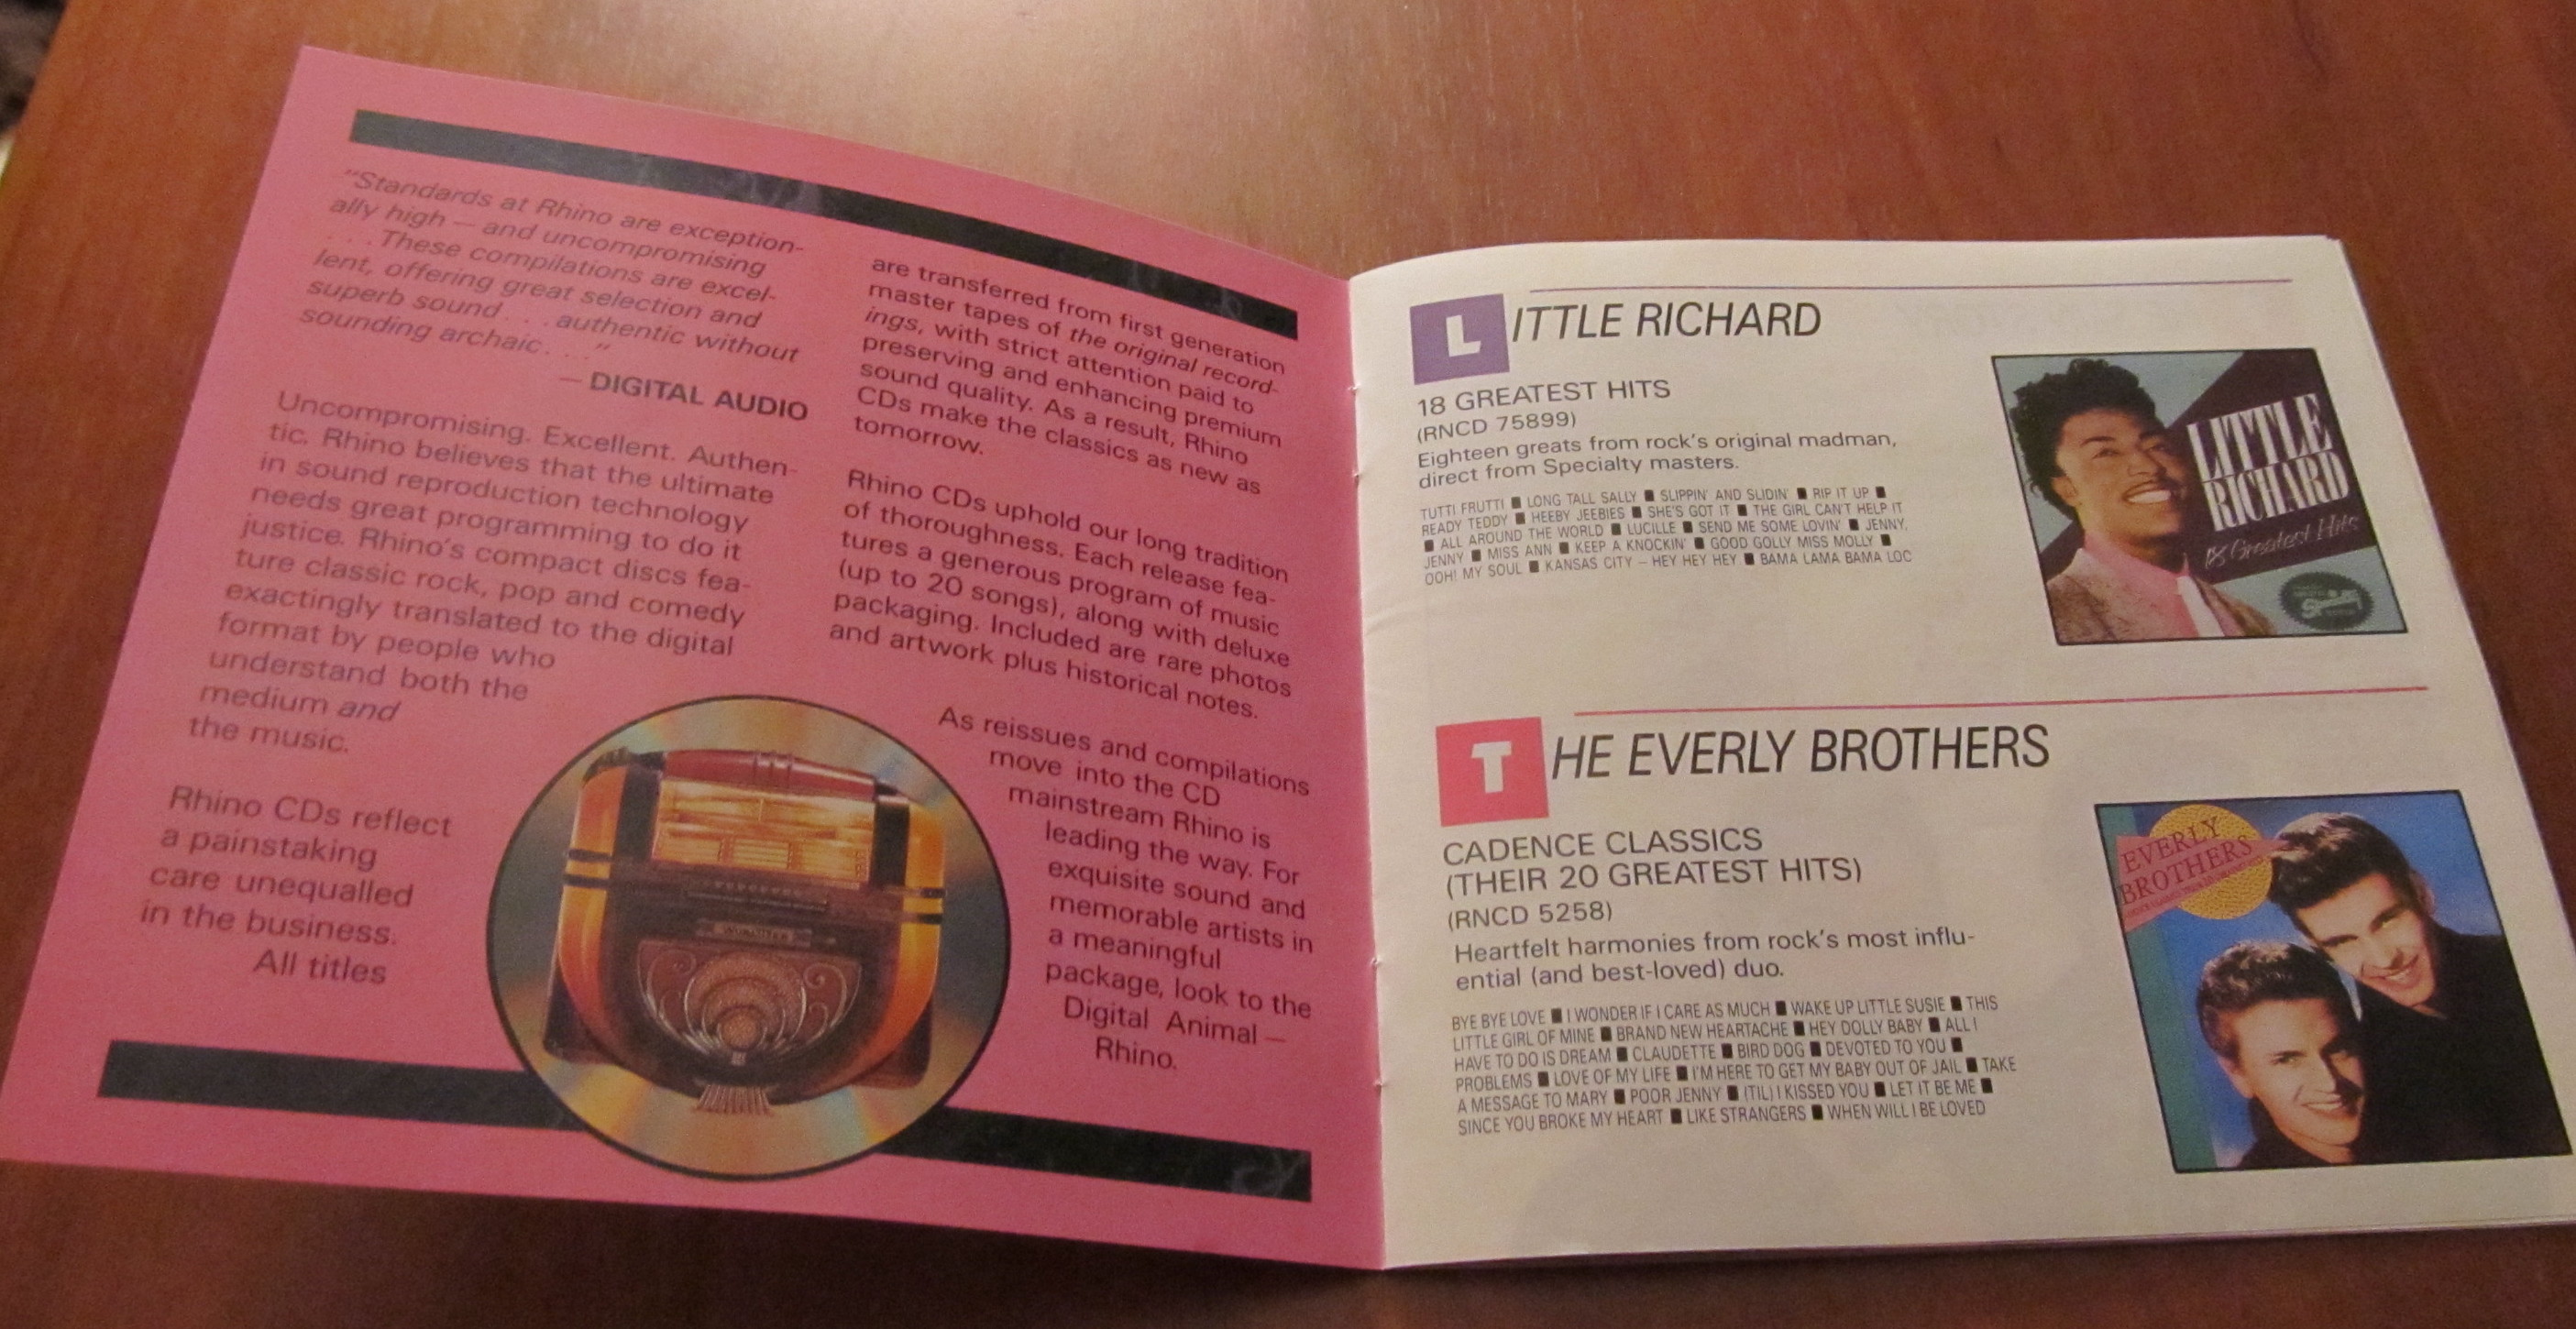 "Standards at Rhino are exception-
ally high — and uncompromising
. . . These compilations are excel-
lent, offering great selection and
superb sound . . . authentic without
sounding archaic. . . ."
— DIGITAL AUDIO
Uncompromising. Excellent. Authen-
tic. Rhino believes that the ultimate
in sound reproduction technology
needs great programming to do it
justice. Rhino's compact discs fea-
ture classic rock, pop and comedy
exactingly translated to the digital
format by people who
understand both the
medium and
the music.
Rhino CDs reflect
a painstaking
care unequalled
in the business.
All titles
are transferred from first generation
master tapes of the original record-
ings, with strict attention paid to
preserving and enhancing premium
sound quality. As a result, Rhino
CDs make the classics as new as
tomorrow.
Rhino CDs uphold our long tradition
of thoroughness. Each release fea-
tures a generous program of music
(up to 20 songs), along with deluxe
packaging. Included are rare photos
and artwork plus historical notes.
As reissues and compilations
move into the CD
mainstream Rhino is
leading the way. For
exquisite sound and
memorable artists in
a meaningful
package, look to the
Digital Animal —
Rhino.
WURLITZER
LITTLE RICHARD
18 GREATEST HITS
(RNCD 75899)
Eighteen greats from rock's original madman,
direct from Specialty masters.
TUTTI FRUTTI ■ LONG TALL SALLY ■ SLIPPIN' AND SLIDIN' ■ RIP IT UP ■
READY TEDDY ■ HEEBY JEEBIES ■ SHE'S GOT IT ■ THE GIRL CAN'T HELP IT
■ ALL AROUND THE WORLD ■ LUCILLE ■ SEND ME SOME LOVIN' ■ JENNY,
JENNY ■ MISS ANN ■ KEEP A KNOCKIN' ■ GOOD GOLLY MISS MOLLY ■
OOH! MY SOUL ■ KANSAS CITY — HEY HEY HEY ■ BAMA LAMA BAMA LOO
LITTLE
RICHARD
18 Greatest Hits
Specialty
THE EVERLY BROTHERS
CADENCE CLASSICS
(THEIR 20 GREATEST HITS)
(RNCD 5258)
Heartfelt harmonies from rock's most influ-
ential (and best-loved) duo.
BYE BYE LOVE ■ I WONDER IF I CARE AS MUCH ■ WAKE UP LITTLE SUSIE ■ THIS
LITTLE GIRL OF MINE ■ BRAND NEW HEARTACHE ■ HEY DOLLY BABY ■ ALL I
HAVE TO DO IS DREAM ■ CLAUDETTE ■ BIRD DOG ■ DEVOTED TO YOU ■
PROBLEMS ■ LOVE OF MY LIFE ■ I'M HERE TO GET MY BABY OUT OF JAIL ■ TAKE
A MESSAGE TO MARY ■ POOR JENNY ■ (TIL) I KISSED YOU ■ LET IT BE ME ■
SINCE YOU BROKE MY HEART ■ LIKE STRANGERS ■ WHEN WILL I BE LOVED
EVERLY
BROTHERS